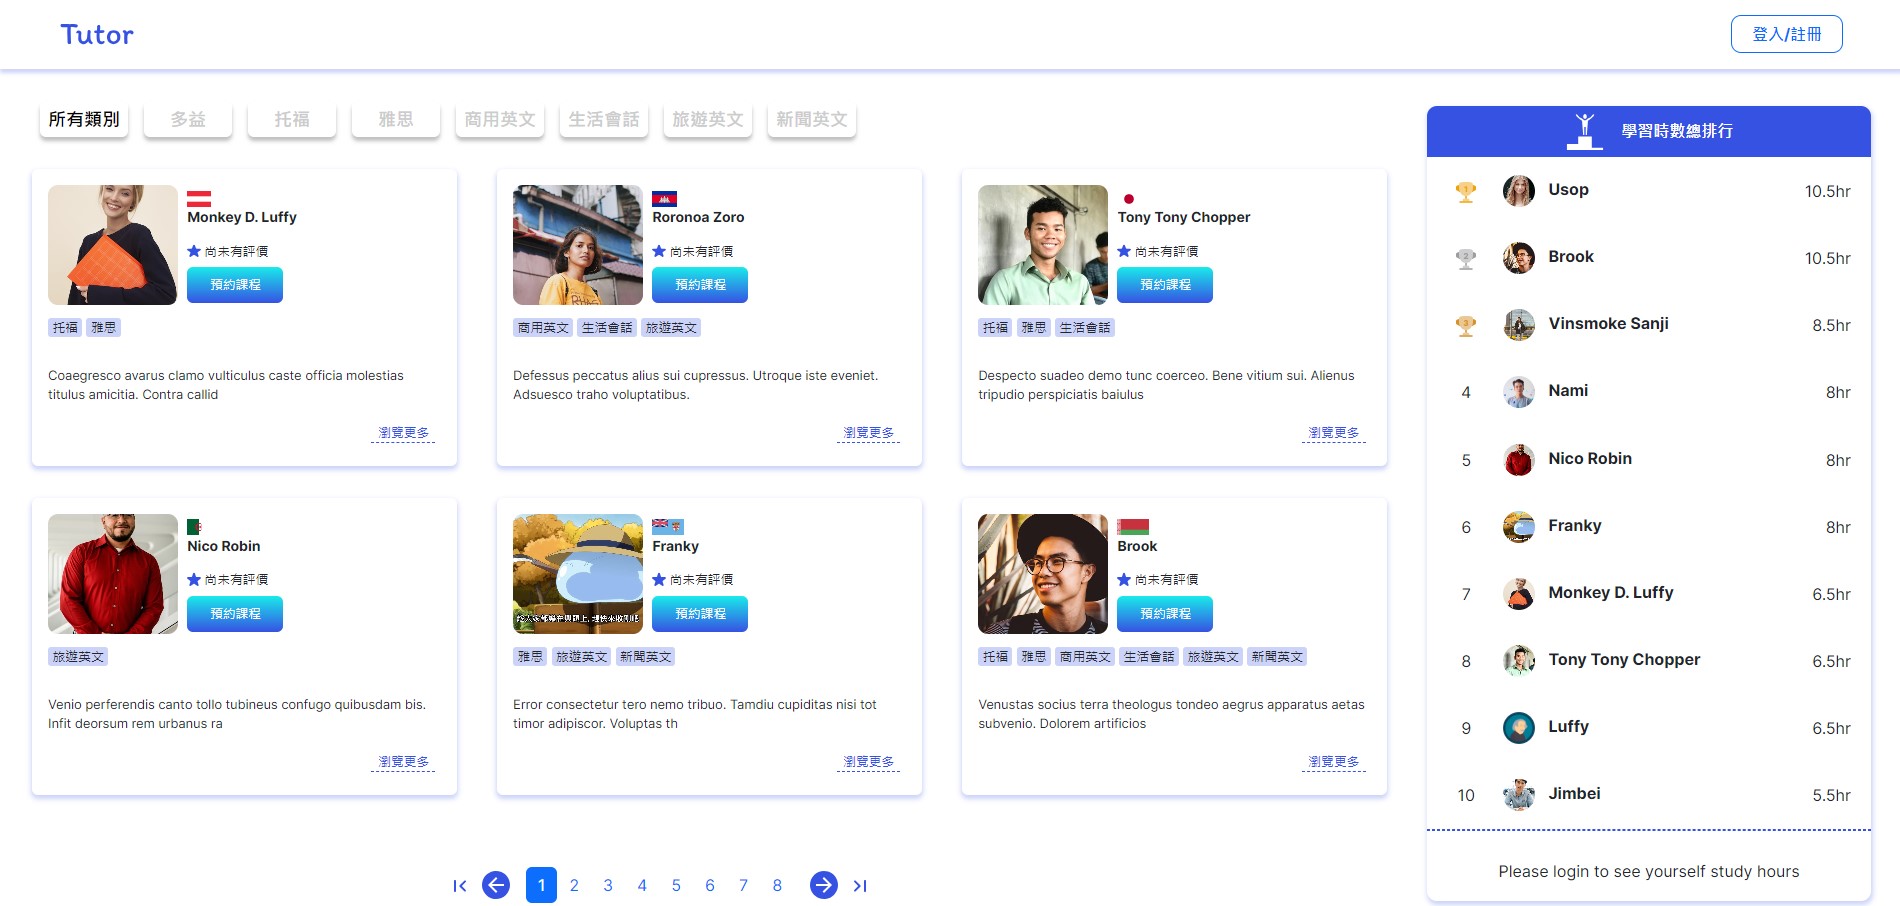 Tutor
登入/註冊
所有類別 多益 托福 雅思 商用英文 生活會話 旅遊英文 新聞英文
Monkey D. Luffy
尚未有評價
預約課程
托福 雅思
Coaegresco avarus clamo vulticulus caste officia molestias
titulus amicitia. Contra callid
瀏覽更多
Roronoa Zoro
尚未有評價
預約課程
商用英文 生活會話 旅遊英文
Defessus peccatus alius sui cupressus. Utroque iste eveniet.
Adsuesco traho voluptatibus.
瀏覽更多
Tony Tony Chopper
尚未有評價
預約課程
托福 雅思 生活會話
Despecto suadeo demo tunc coerceo. Bene vitium sui. Alienus
tripudio perspiciatis baiulus
瀏覽更多
Nico Robin
尚未有評價
預約課程
旅遊英文
Venio perferendis canto tollo tubineus confugo quibusdam bis.
Infit deorsum rem urbanus ra
瀏覽更多
Franky
尚未有評價
預約課程
雅思 旅遊英文 新聞英文
Error consectetur tero nemo tribuo. Tamdiu cupiditas nisi tot
timor adipiscor. Voluptas th
瀏覽更多
Brook
尚未有評價
預約課程
托福 雅思 商用英文 生活會話 旅遊英文 新聞英文
Venustas socius terra theologus tondeo aegrus apparatus aetas
subvenio. Dolorem artificios
瀏覽更多
1 2 3 4 5 6 7 8
學習時數總排行
1 Usop 10.5hr
2 Brook 10.5hr
3 Vinsmoke Sanji 8.5hr
4 Nami 8hr
5 Nico Robin 8hr
6 Franky 8hr
7 Monkey D. Luffy 6.5hr
8 Tony Tony Chopper 6.5hr
9 Luffy 6.5hr
10 Jimbei 5.5hr
Please login to see yourself study hours